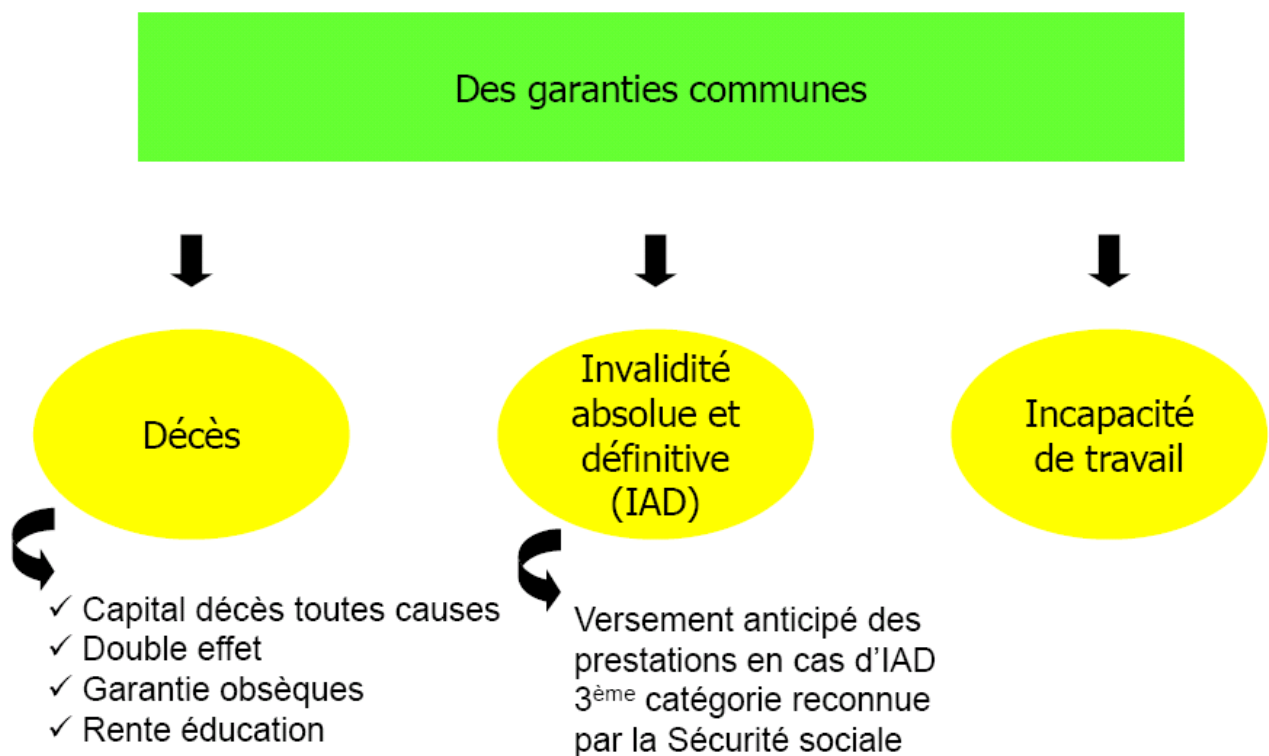 Des garanties communes
Décès
Invalidité
absolue et
définitive
(IAD)
Incapacité
de travail
✓ Capital décès toutes causes
✓ Double effet
✓ Garantie obsèques
✓ Rente éducation
Versement anticipé des
prestations en cas d’IAD
3ème catégorie reconnue
par la Sécurité sociale